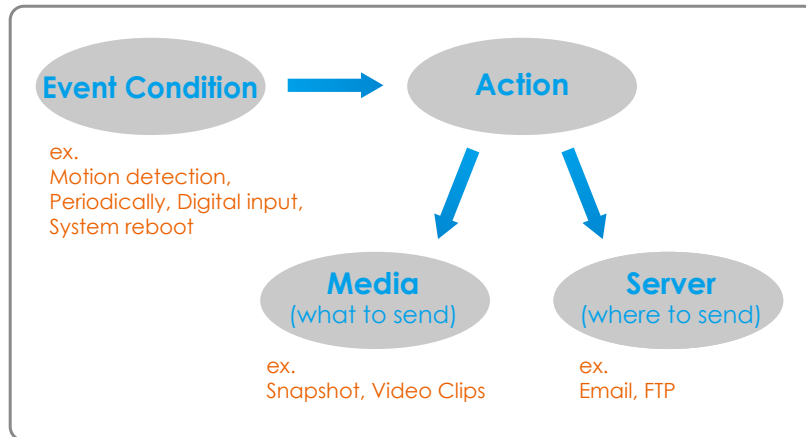 Event Condition
Action
ex.
Motion detection,
Periodically, Digital input,
System reboot
Media
(what to send)
Server
(where to send)
ex.
Snapshot, Video Clips
ex.
Email, FTP